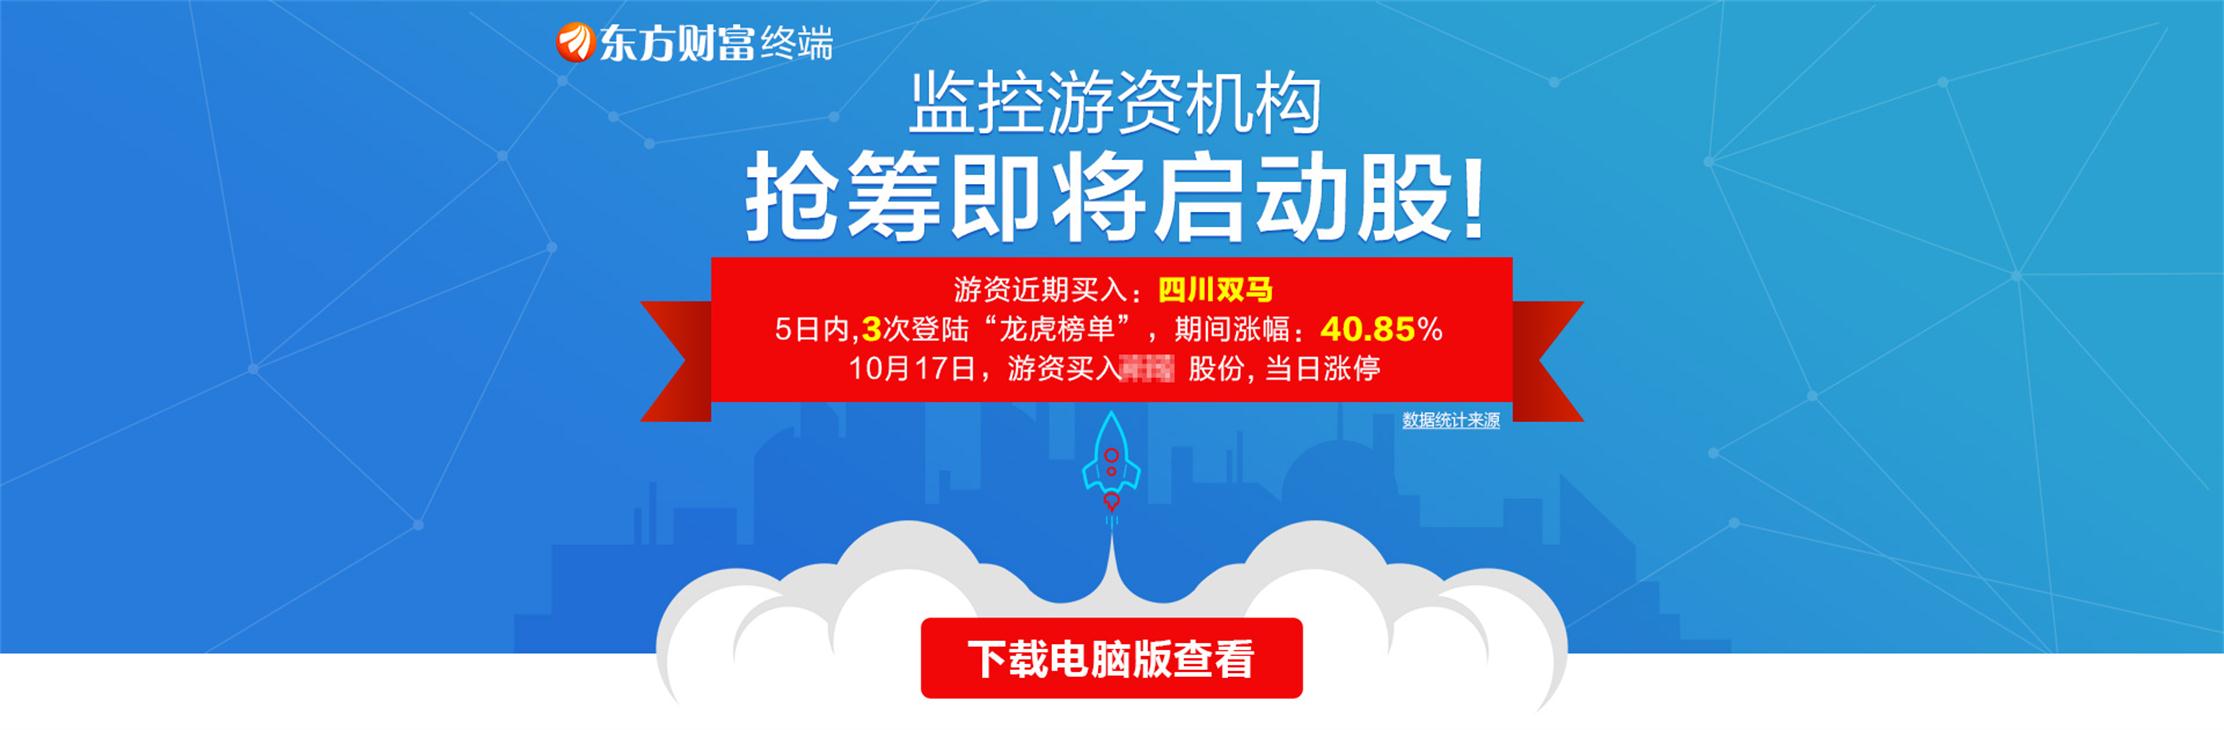 东方财富终端
监控游资机构
抢筹即将启动股!
游资近期买入：四川双马
5日内,3次登陆“龙虎榜单”，期间涨幅：40.85%
10月17日，游资买入 股份, 当日涨停
数据统计来源
下载电脑版查看